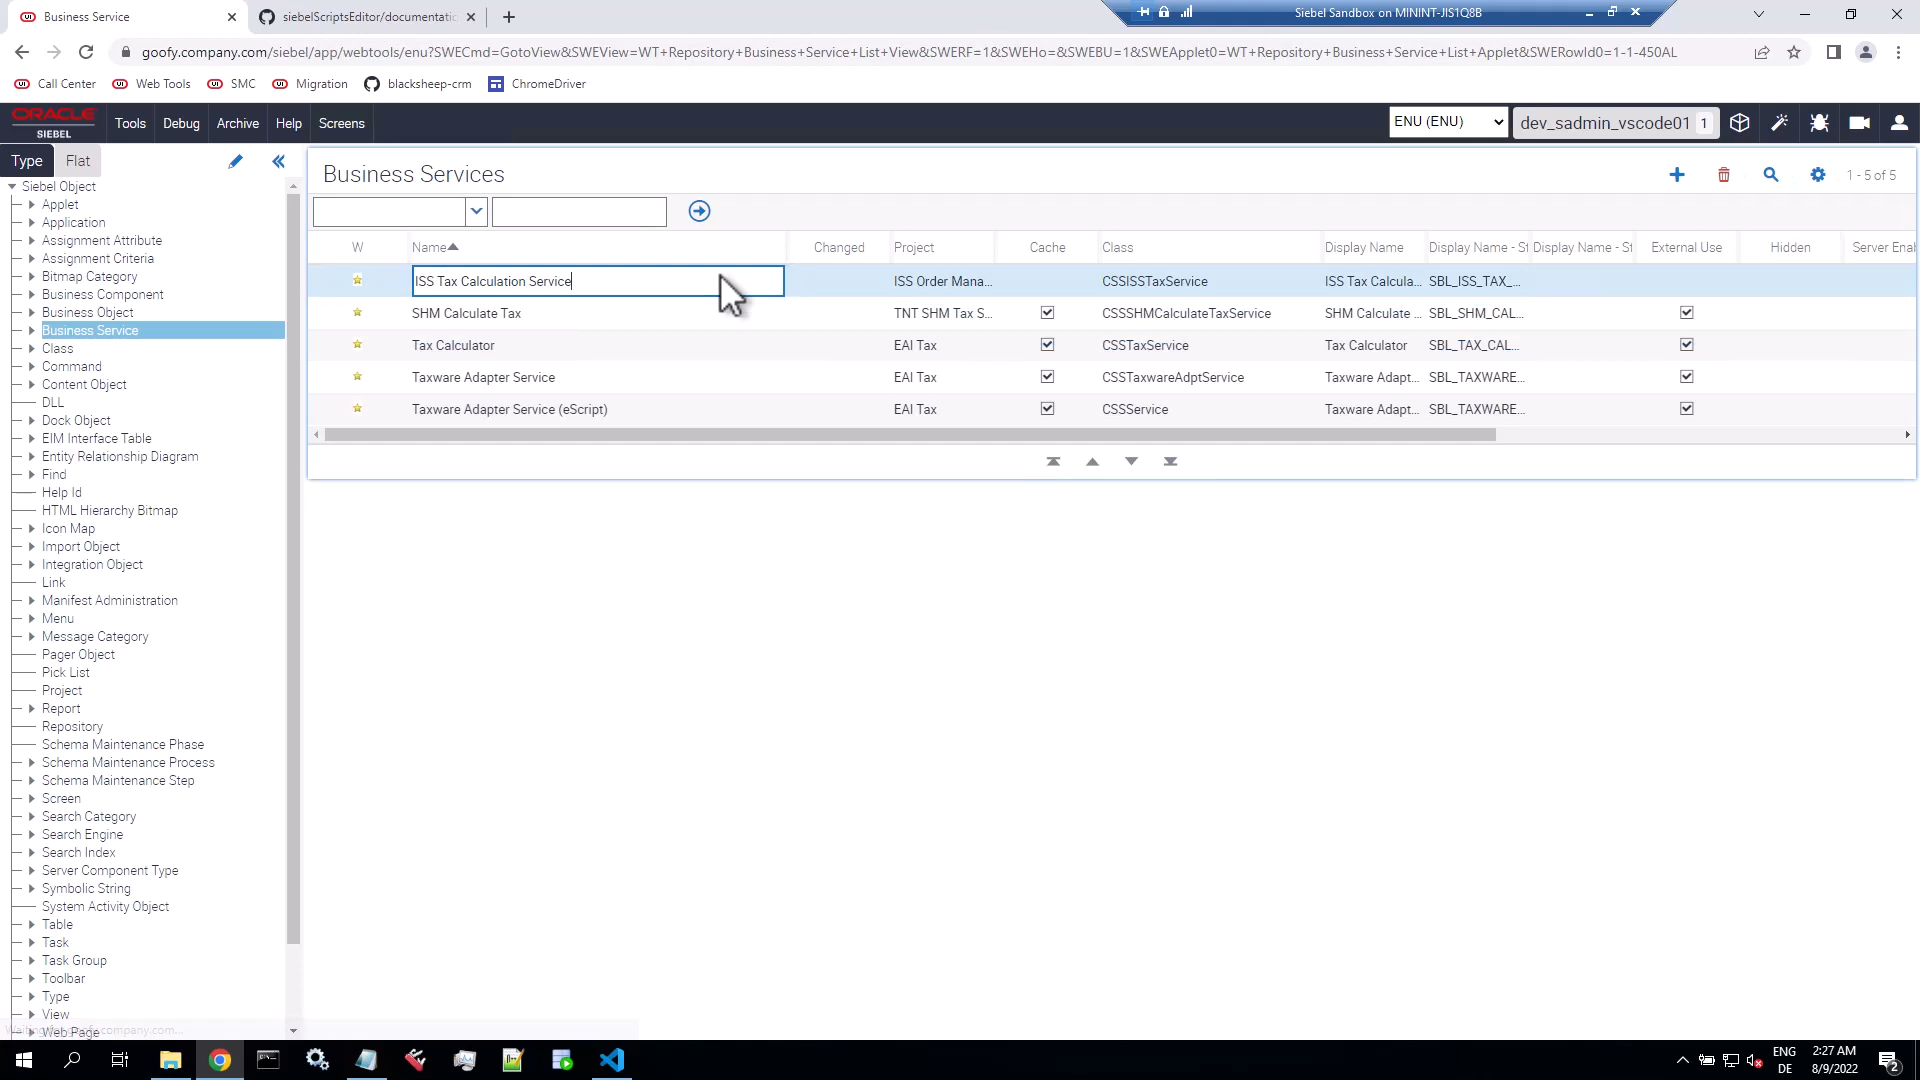 Business Service
siebelScriptsEditor/documentatic
Siebel Sandbox on MININT-JIS1Q8B
goofy.company.com/siebel/app/webtools/enu?SWECmd=GotoView&SWEView=WT+Repository+Business+Service+List+View&SWERF=1&SWEHo=&SWEBU=1&SWEApplet0=WT+Repository+Business+Service+List+Applet&SWERowId0=1-1-450AL
Call Center Web Tools SMC Migration blacksheep-crm ChromeDriver
ORACLE
SIEBEL
Tools Debug Archive Help Screens ENU (ENU) dev_sadmin_vscode01 1
Type Flat
Siebel Object
Applet
Application
Assignment Attribute
Assignment Criteria
Bitmap Category
Business Component
Business Object
Business Service
Class
Command
Content Object
DLL
Dock Object
EIM Interface Table
Entity Relationship Diagram
Find
Help Id
HTML Hierarchy Bitmap
Icon Map
Import Object
Integration Object
Link
Manifest Administration
Menu
Message Category
Pager Object
Pick List
Project
Report
Repository
Schema Maintenance Phase
Schema Maintenance Process
Schema Maintenance Step
Screen
Search Category
Search Engine
Search Index
Server Component Type
Symbolic String
System Activity Object
Table
Task
Task Group
Toolbar
Type
View
Web Page
Business Services
1 - 5 of 5
W Name Changed Project Cache Class Display Name Display Name - St Display Name - St External Use Hidden Server Enab
ISS Tax Calculation Service ISS Order Mana... CSSISSTaxService ISS Tax Calcula... SBL_ISS_TAX_...
SHM Calculate Tax TNT SHM Tax S... CSSSHMCalculateTaxService SHM Calculate ... SBL_SHM_CAL...
Tax Calculator EAI Tax CSSTaxService Tax Calculator SBL_TAX_CAL...
Taxware Adapter Service EAI Tax CSSTaxwareAdptService Taxware Adapt... SBL_TAXWARE...
Taxware Adapter Service (eScript) EAI Tax CSSService Taxware Adapt... SBL_TAXWARE...
ENG
DE
2:27 AM
8/9/2022
2